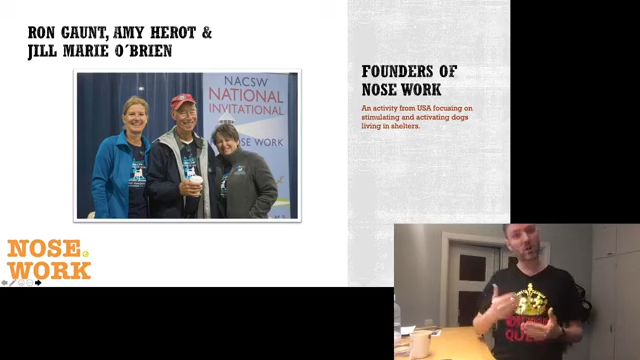 RON GAUNT, AMY HEROT &
JILL MARIE O´BRIEN
NACSW
NATIONAL
INVITATIONAL
SE WORK
FOUNDERS OF
NOSE WORK
An activity from USA focusing on
stimulating and activating dogs
living in shelters.
NOSE
WORK